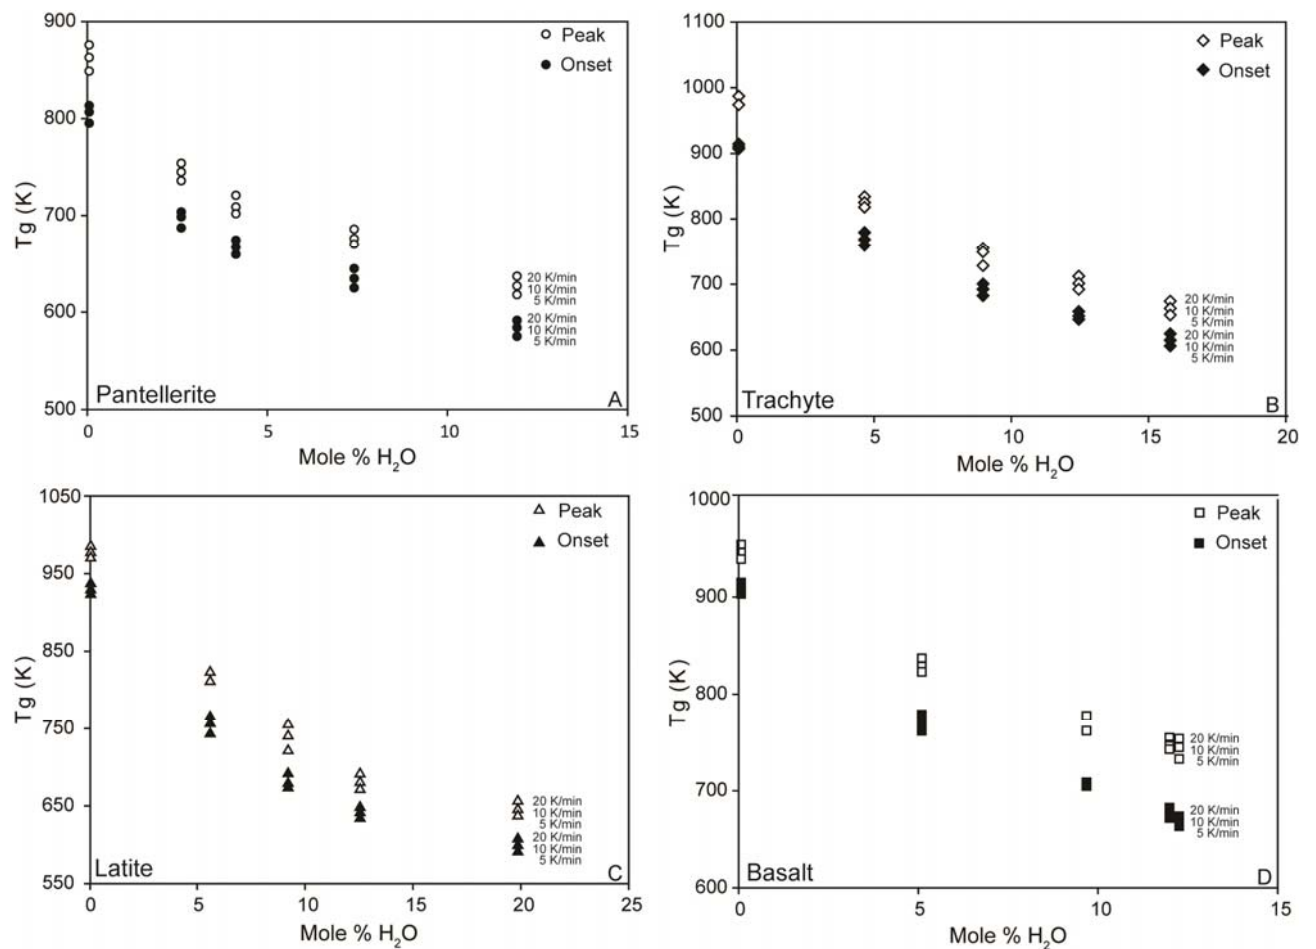 900
800
700
600
500
Tg (K)
Peak
Onset
20 K/min
10 K/min
5 K/min
20 K/min
10 K/min
5 K/min
Pantellerite
A
0
5
10
15
Mole % H₂O
1100
1000
900
800
700
600
500
Tg (K)
Peak
Onset
20 K/min
10 K/min
5 K/min
20 K/min
10 K/min
5 K/min
Trachyte
B
0
5
10
15
20
Mole % H₂O
1050
950
850
750
650
550
Tg (K)
Peak
Onset
20 K/min
10 K/min
5 K/min
20 K/min
10 K/min
5 K/min
Latite
C
0
5
10
15
20
25
Mole % H₂O
1000
900
800
700
600
Tg (K)
Peak
Onset
20 K/min
10 K/min
5 K/min
20 K/min
10 K/min
5 K/min
Basalt
D
0
5
10
15
Mole % H₂O